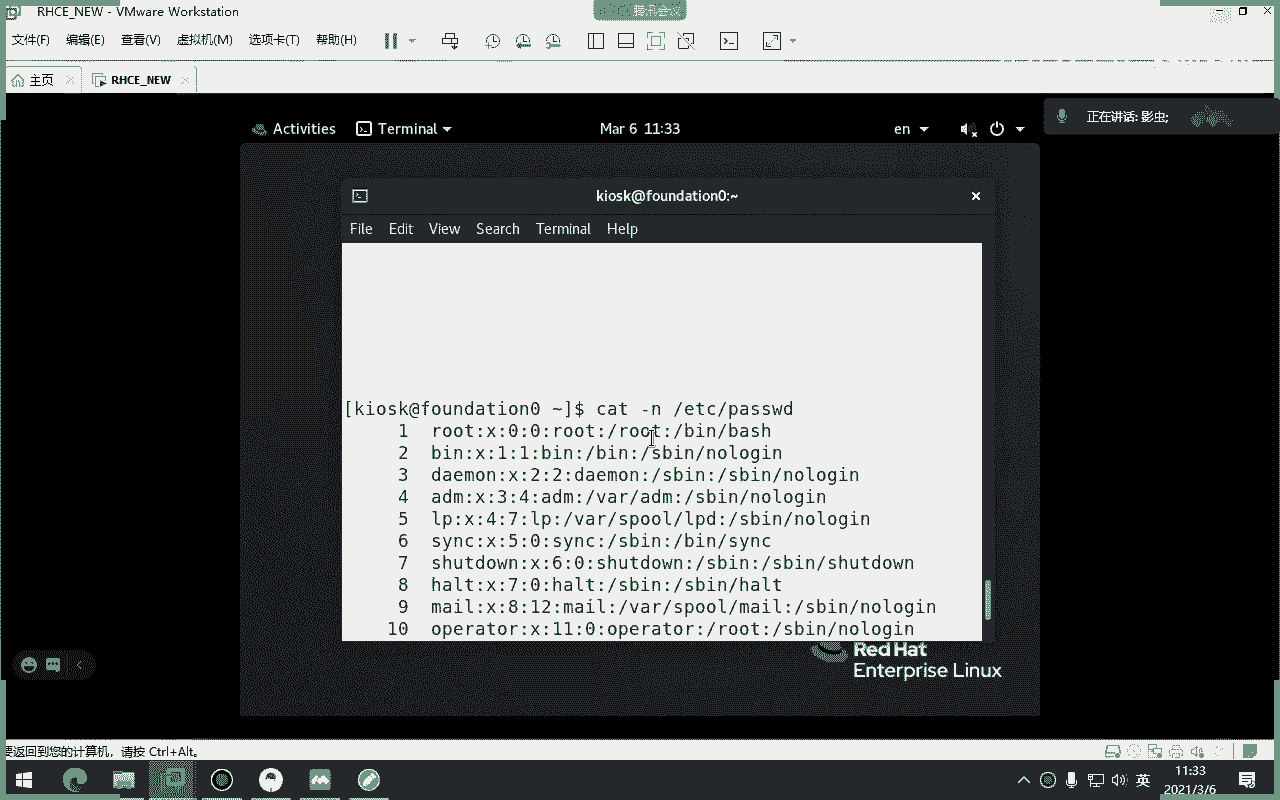 RHCE_NEW - VMware Workstation
腾讯会议
文件(F) 编辑(E) 查看(V) 虚拟机(M) 选项卡(T) 帮助(H)
主页 RHCE_NEW
Activities Terminal Mar 6 11:33 en
正在讲话: 影虫;
kiosk@foundation0:~
File Edit View Search Terminal Help
[kiosk@foundation0 ~]$ cat -n /etc/passwd
1 root:x:0:0:root:/root:/bin/bash
2 bin:x:1:1:bin:/bin:/sbin/nologin
3 daemon:x:2:2:daemon:/sbin:/sbin/nologin
4 adm:x:3:4:adm:/var/adm:/sbin/nologin
5 lp:x:4:7:lp:/var/spool/lpd:/sbin/nologin
6 sync:x:5:0:sync:/sbin:/bin/sync
7 shutdown:x:6:0:shutdown:/sbin:/sbin/shutdown
8 halt:x:7:0:halt:/sbin:/sbin/halt
9 mail:x:8:12:mail:/var/spool/mail:/sbin/nologin
10 operator:x:11:0:operator:/root:/sbin/nologin
Red Hat
Enterprise Linux
要返回到您的计算机，请按 Ctrl+Alt。
英 11:33
2021/3/6